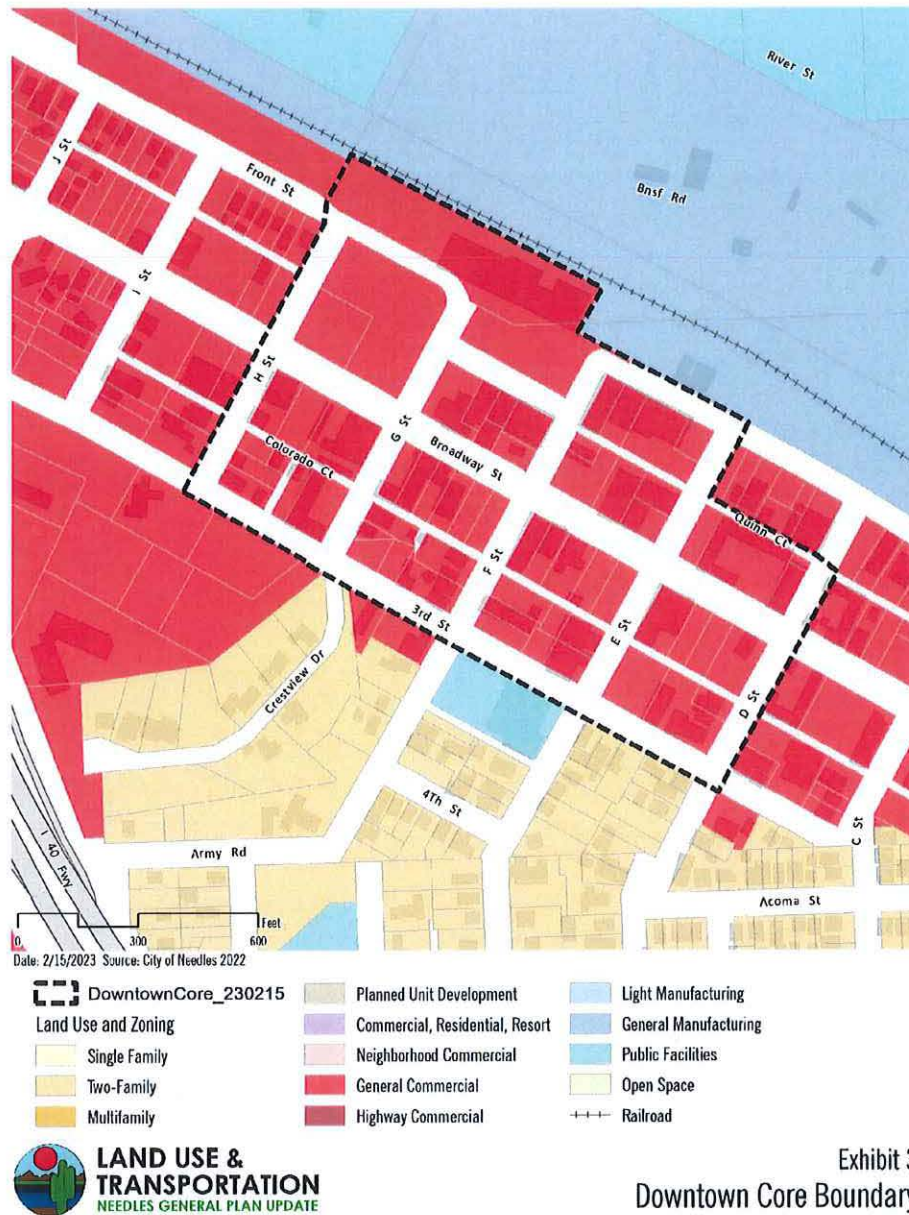 River St
Bnsf Rd
J St
Front St
I St
H St
G St
Broadway St
Colorado Ct
Quinn Ct
F St
3rd St
E St
D St
Crestview Dr
4Th St
C St
Army Rd
I 40 Fwy
Acoma St
0 300 600 Feet
Date: 2/15/2023 Source: City of Needles 2022
DowntownCore_230215
Land Use and Zoning
Single Family
Two-Family
Multifamily
Planned Unit Development
Commercial, Residential, Resort
Neighborhood Commercial
General Commercial
Highway Commercial
Light Manufacturing
General Manufacturing
Public Facilities
Open Space
Railroad
LAND USE &
TRANSPORTATION
NEEDLES GENERAL PLAN UPDATE
Exhibit 3
Downtown Core Boundary